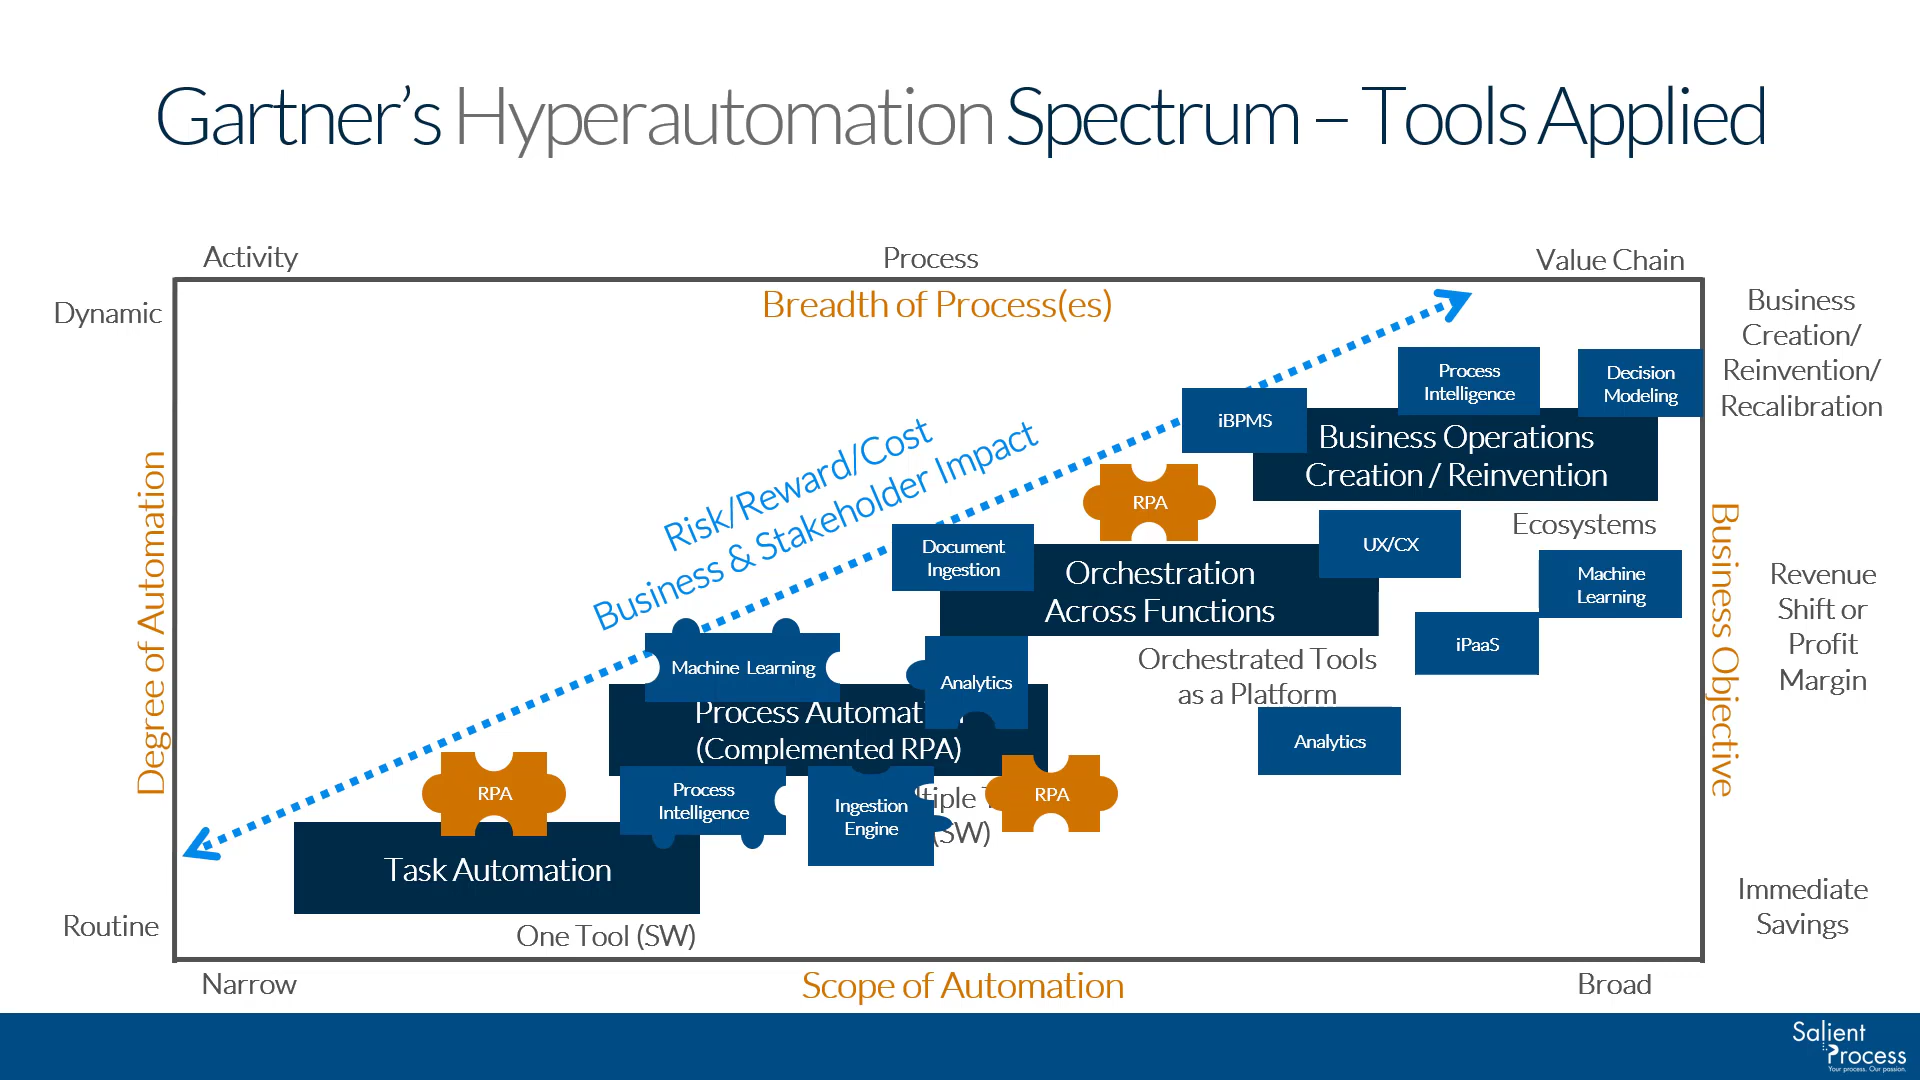 Gartner's Hyperautomation Spectrum – Tools Applied
Activity
Process
Value Chain
Breadth of Process(es)
Dynamic
Business
Creation/
Reinvention/
Recalibration
Process
Intelligence
Decision
Modeling
iBPMS
Business Operations
Creation / Reinvention
Risk/Reward/Cost
Business & Stakeholder Impact
RPA
Ecosystems
UX/CX
Document
Ingestion
Orchestration
Across Functions
Machine
Learning
iPaaS
Orchestrated Tools
as a Platform
Analytics
Degree of Automation
Business Objective
Revenue
Shift or
Profit
Margin
Machine Learning
Analytics
Process Automat
(Complemented RPA)
RPA
Process
Intelligence
Ingestion
Engine
RPA
(SW)
Task Automation
One Tool (SW)
Immediate
Savings
Routine
Narrow
Scope of Automation
Broad
Salient
Process
Your process. Our passion.